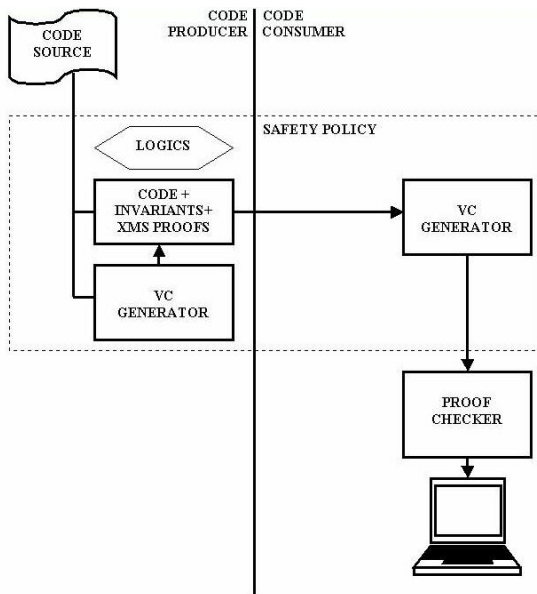 CODE
PRODUCER
CODE
CONSUMER
CODE
SOURCE
SAFETY POLICY
LOGICS
CODE +
INVARIANTS+
XMS PROOFS
VC
GENERATOR
VC
GENERATOR
PROOF
CHECKER